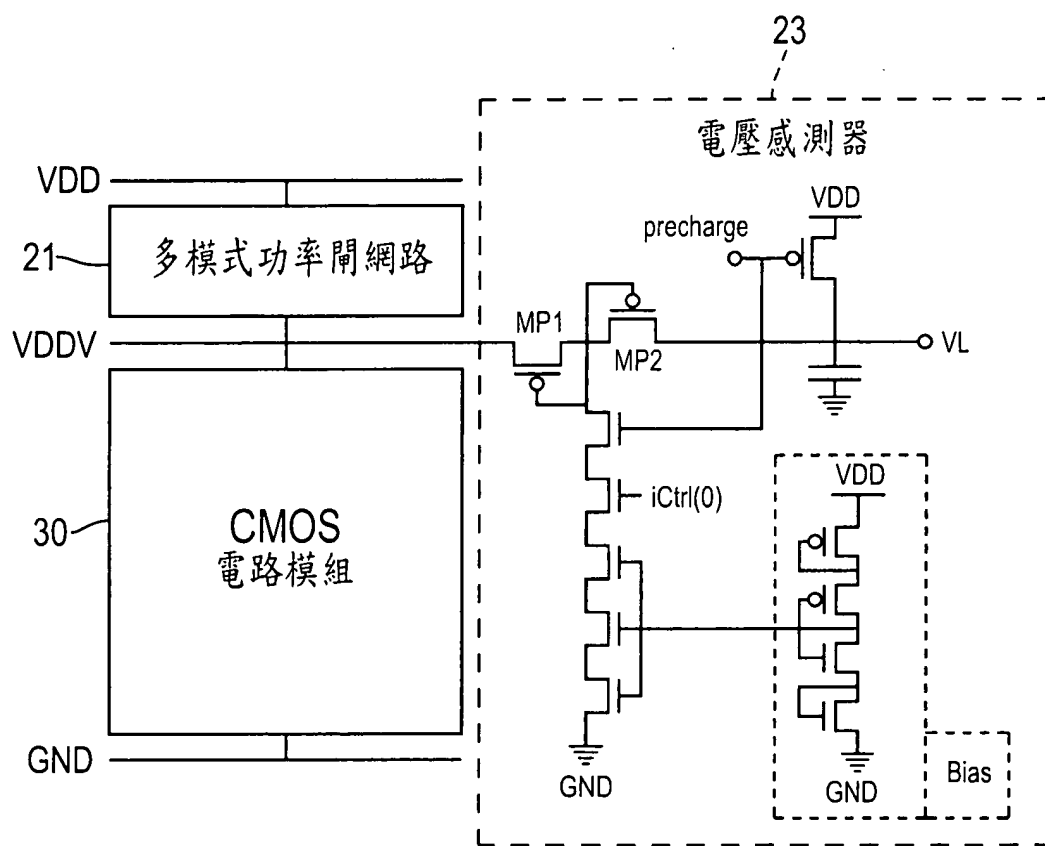 23
電壓感測器
VDD
VDD
precharge
21
多模式功率閘網路
MP1
VDDV
MP2
VL
VDD
iCtrl(0)
30
CMOS
電路模組
GND
GND
GND
Bias